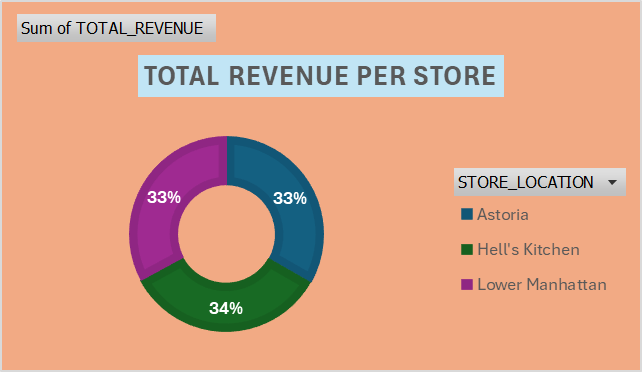 Sum of TOTAL_REVENUE
TOTAL REVENUE PER STORE
33%
33%
34%
STORE_LOCATION
Astoria
Hell's Kitchen
Lower Manhattan